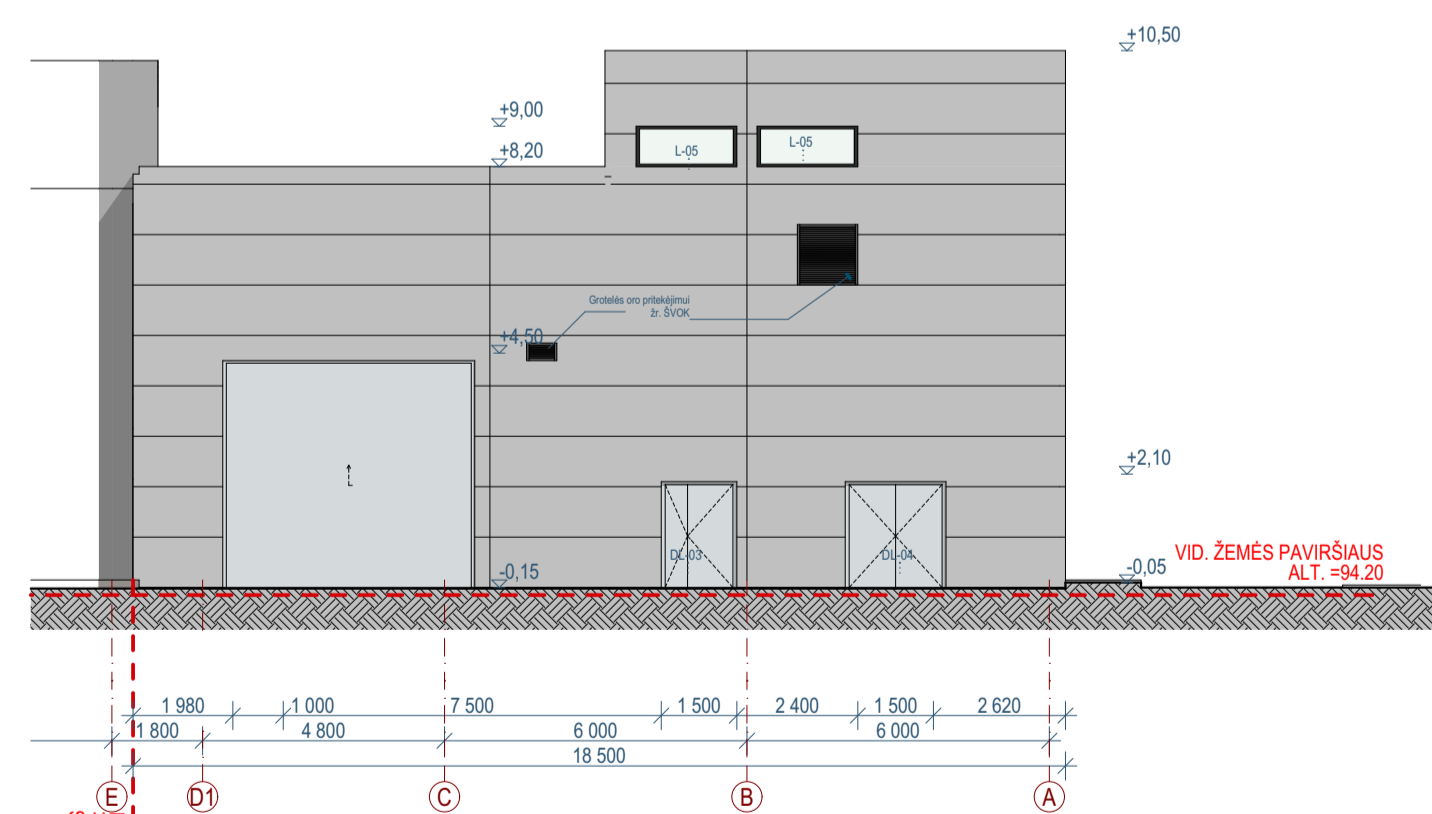 +10,50
+9,00
+8,20
L-05
L-05
Grotelės oro pritekėjimui
žr. ŠVOK
+4,50
+2,10
DL-03
DL-04
-0,15
-0,05
VID. ŽEMĖS PAVIRŠIAUS
ALT. =94.20
1 980
1 000
7 500
1 500
2 400
1 500
2 620
1 800
4 800
6 000
6 000
18 500
E
D1
C
B
A